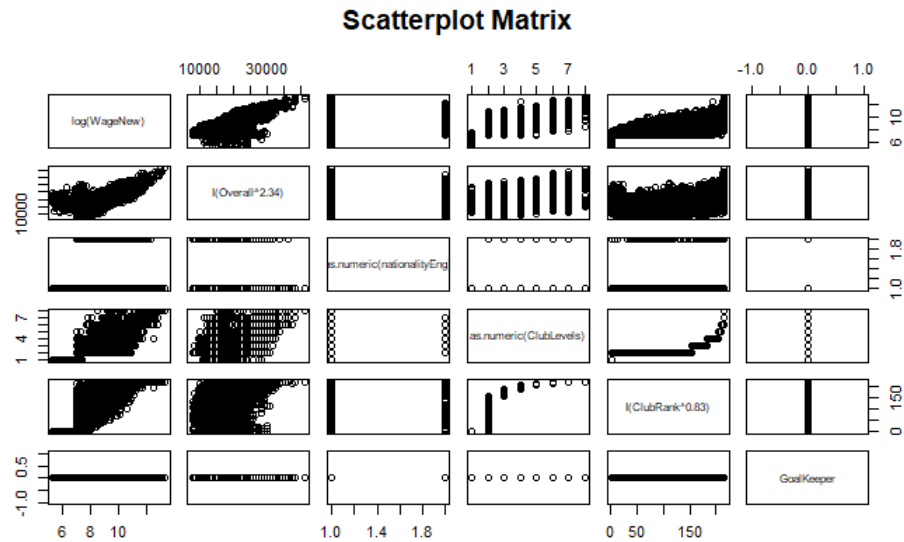 Scatterplot Matrix
10000 30000 1 3 5 7 -1.0 0.0 1.0
log(WageNew) 6 10
10000 I(Overall^2.34)
s.numeric(nationalityEng 1.0 1.8
1 4 7 as.numeric(ClubLevels)
I(ClubRank^0.83) 0 150
-1.0 0.5 GoalKeeper
6 8 10 1.0 1.4 1.8 0 50 150